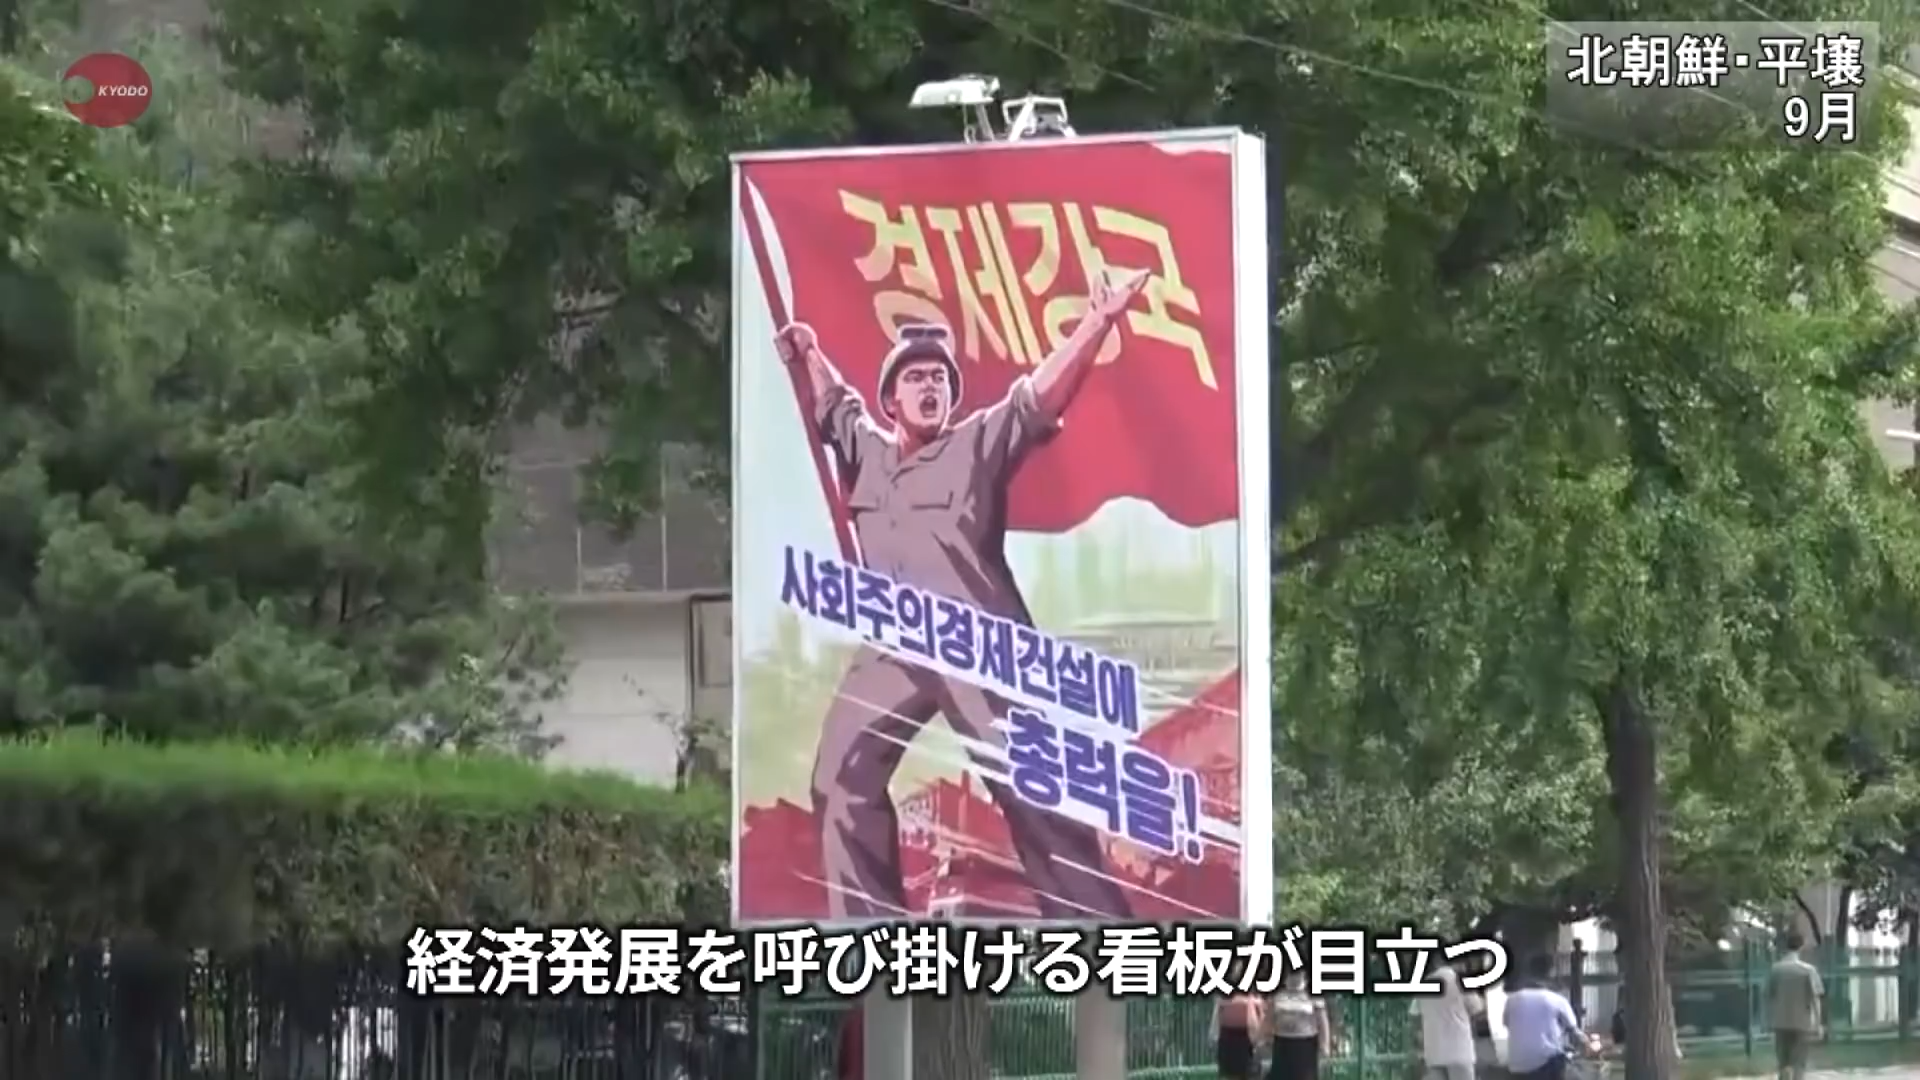 KYODO
北朝鮮・平壌
9月
경제강국
사회주의경제건설에
총력을!
経済発展を呼び掛ける看板が目立つ